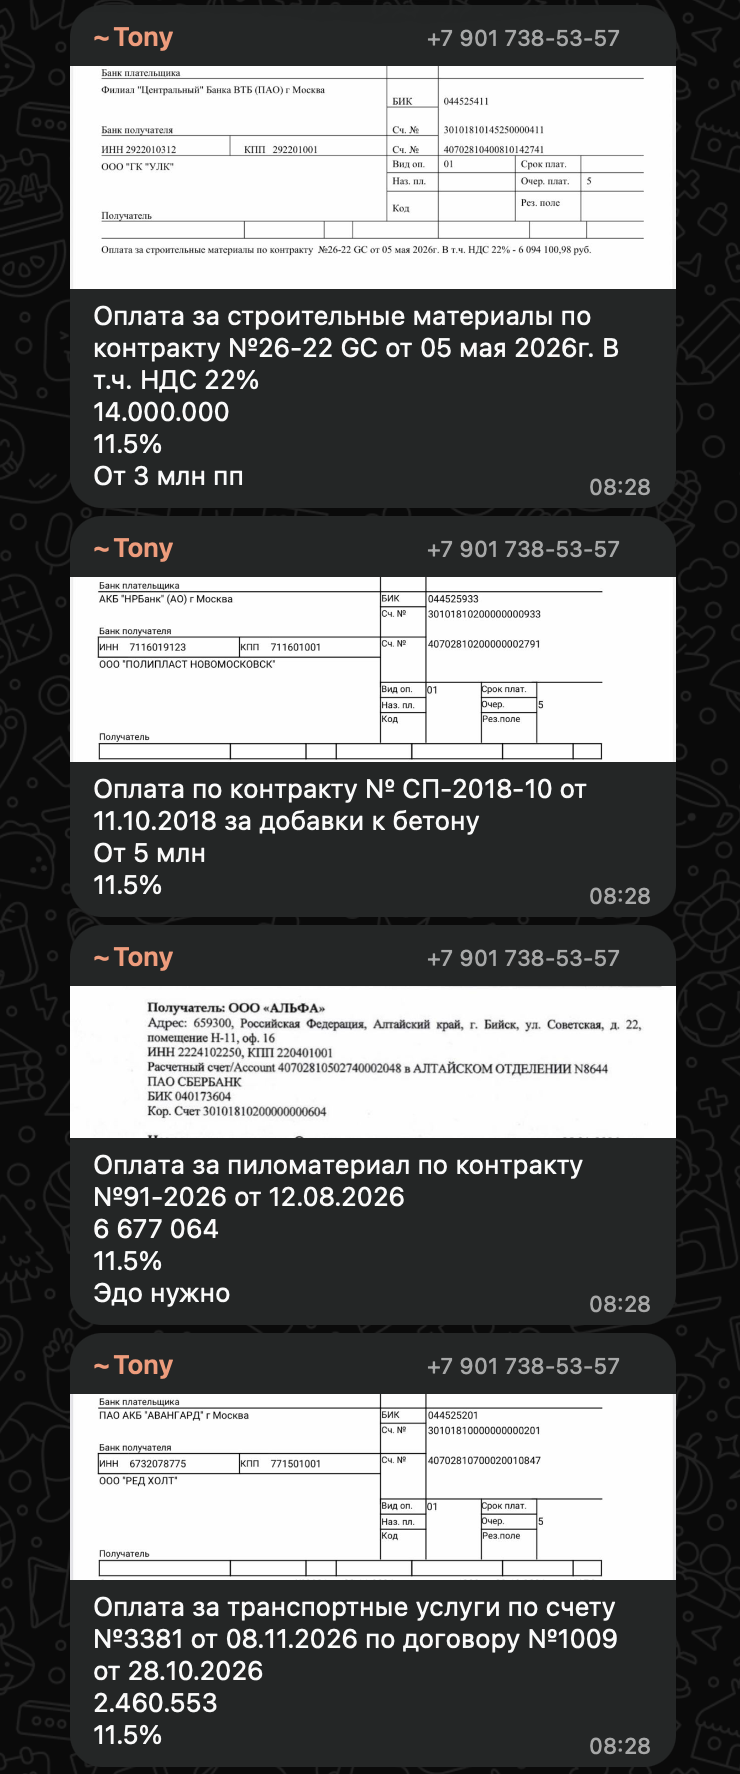 ~ Tony +7 901 738-53-57
Банк плательщика
Филиал "Центральный" Банка ВТБ (ПАО) г Москва
БИК 044525411
Банк получателя Сч. № 30101810145250000411
ИНН 2922010312 КПП 292201001 Сч. № 40702810400810142741
ООО "ГК "УЛК" Вид оп. 01 Срок плат.
Наз. пл. Очер. плат. 5
Код Рез. поле
Получатель
Оплата за строительные материалы по контракту №26-22 GC от 05 мая 2026г. В т.ч. НДС 22% - 6 094 100,98 руб.
Оплата за строительные материалы по
контракту №26-22 GC от 05 мая 2026г. В
т.ч. НДС 22%
14.000.000
11.5%
От 3 млн пп
08:28
~ Tony +7 901 738-53-57
Банк плательщика
АКБ "НРБанк" (АО) г Москва БИК 044525933
Сч. № 30101810200000000933
Банк получателя
ИНН 7116019123 КПП 711601001 Сч. № 40702810200000002791
ООО "ПОЛИПЛАСТ НОВОМОСКОВСК"
Вид оп. 01 Срок плат.
Наз. пл. Очер. 5
Код Рез.поле
Получатель
Оплата по контракту № СП-2018-10 от
11.10.2018 за добавки к бетону
От 5 млн
11.5%
08:28
~ Tony +7 901 738-53-57
Получатель: ООО «АЛЬФА»
Адрес: 659300, Российская Федерация, Алтайский край, г. Бийск, ул. Советская, д. 22,
помещение Н-11, оф. 16
ИНН 2224102250, КПП 220401001
Расчетный счет/Account 40702810502740002048 в АЛТАЙСКОМ ОТДЕЛЕНИИ N8644
ПАО СБЕРБАНК
БИК 040173604
Кор. Счет 30101810200000000604
Оплата за пиломатериал по контракту
№91-2026 от 12.08.2026
6 677 064
11.5%
Эдо нужно
08:28
~ Tony +7 901 738-53-57
Банк плательщика
ПАО АКБ "АВАНГАРД" г Москва БИК 044525201
Сч. № 30101810000000000201
Банк получателя
ИНН 6732078775 КПП 771501001 Сч. № 40702810700020010847
ООО "РЕД ХОЛТ"
Вид оп. 01 Срок плат.
Наз. пл. Очер. 5
Код Рез.поле
Получатель
Оплата за транспортные услуги по счету
№3381 от 08.11.2026 по договору №1009
от 28.10.2026
2.460.553
11.5%
08:28